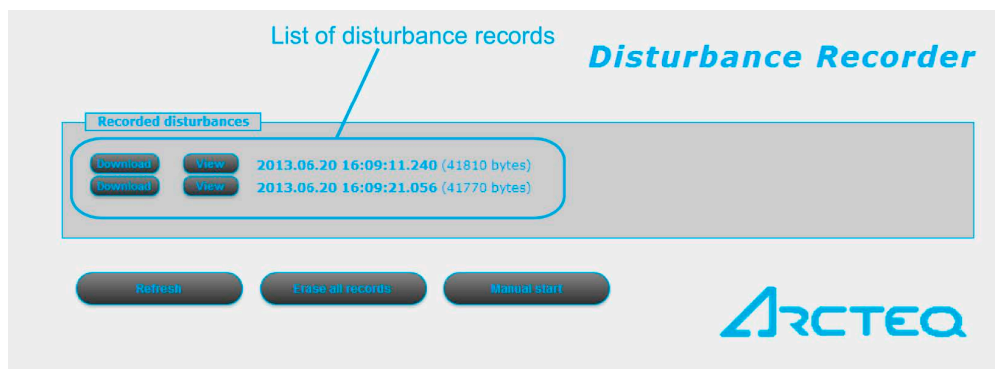 List of disturbance records
Disturbance Recorder
Recorded disturbances
Download View 2013.06.20 16:09:11.240 (41810 bytes)
Download View 2013.06.20 16:09:21.056 (41770 bytes)
Refresh Erase all records Manual start
ARCTEQ